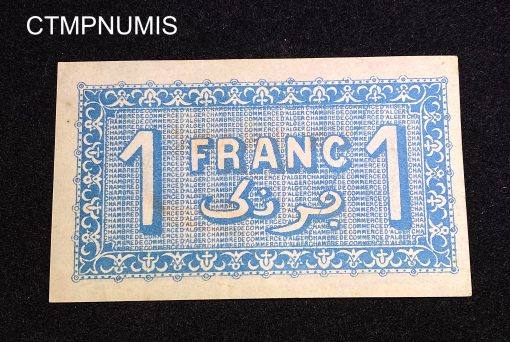 CTMPNUMIS
CHAMBRE DE COMMERCE D'ALGER
1 FRANC 1
فرنك